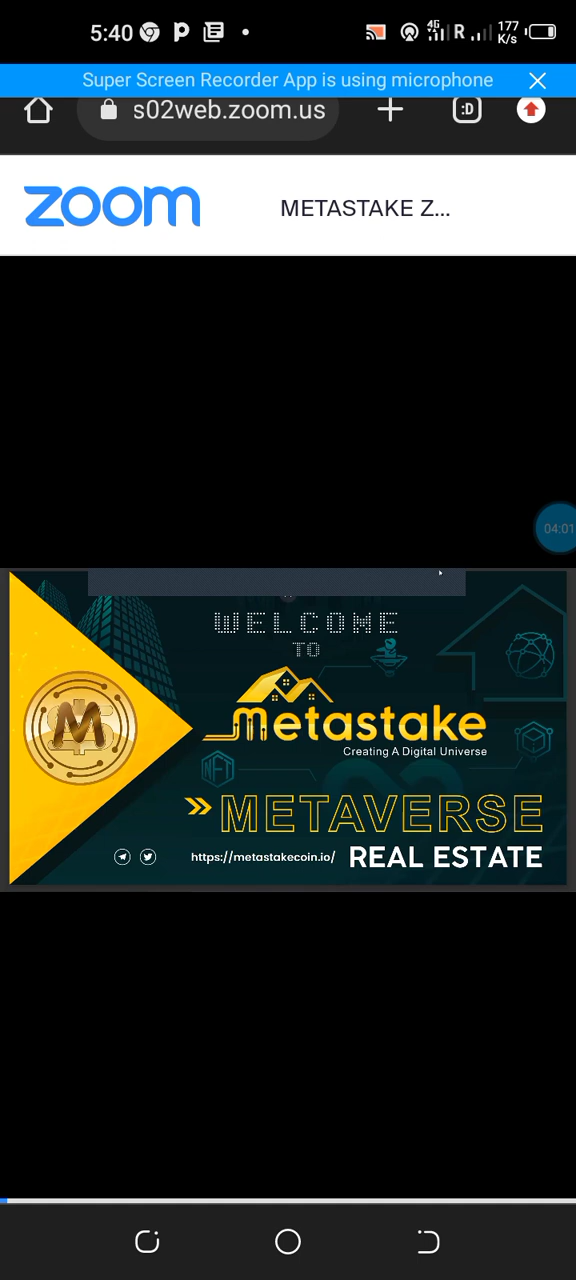 5:40
4G
R
177
K/s
Super Screen Recorder App is using microphone
s02web.zoom.us
:D
zoom
METASTAKE Z...
04:01
WELCOME
TO
metastake
Creating A Digital Universe
M
NFT
METAVERSE
https://metastakecoin.io/ REAL ESTATE